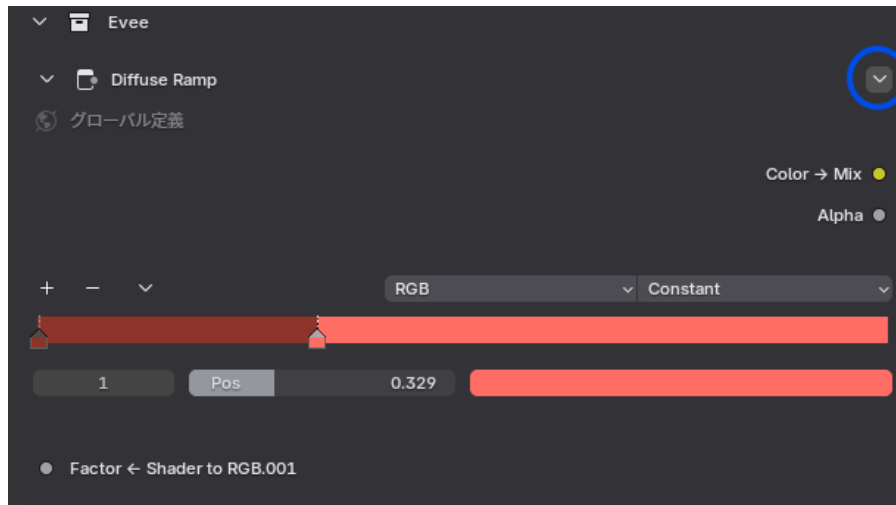 Evee
Diffuse Ramp
グローバル定義
Color → Mix
Alpha
RGB Constant
1 Pos 0.329
Factor ← Shader to RGB.001